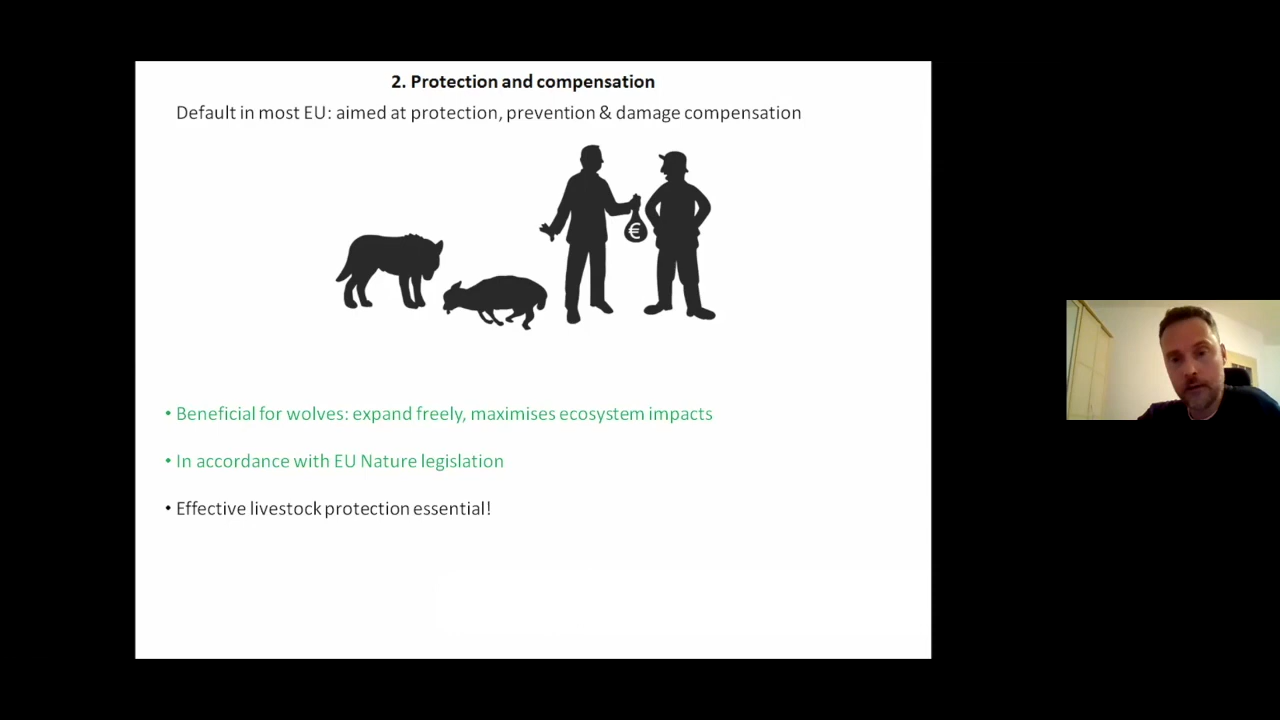 2. Protection and compensation
Default in most EU: aimed at protection, prevention & damage compensation
€
• Beneficial for wolves: expand freely, maximises ecosystem impacts
• In accordance with EU Nature legislation
• Effective livestock protection essential!